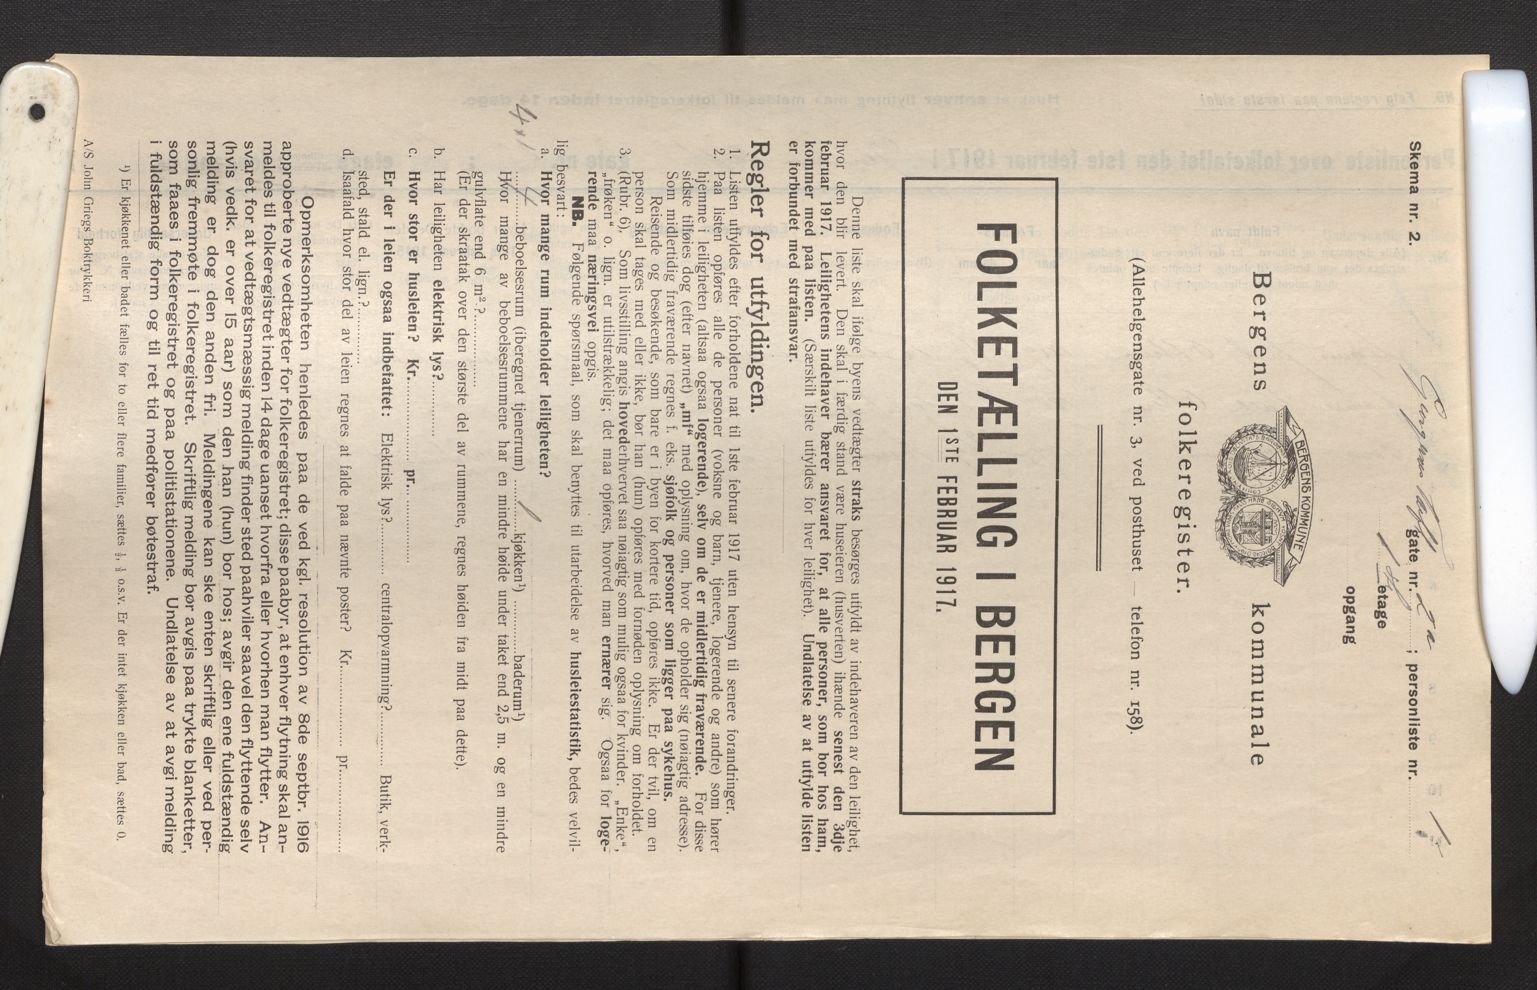 Skema nr. 2.
gate nr. 2 a; personliste nr. 1
etage
opgang
BERGENS KOMMUNE
Bergens kommunale
folkeregister.
(Allehelgensgate nr. 3, ved posthuset — telefon nr. 158).
FOLKETÆLLING I BERGEN
DEN 1STE FEBRUAR 1917.
Denne liste skal ifølge byens vedtægter straks besørges utfyldt av indehaveren av den leilighet,
hvor den blir levert. Den skal i færdig stand være huseieren (husverten) ihænde senest den 3dje
februar 1917. Leilighetens indehaver bærer ansvaret for, at alle personer, som bor hos ham,
kommer med paa listen. (Særskilt liste utfyldes for hver leilighet). Undlatelse av at utfylde listen
er forbundet med strafansvar.
Regler for utfyldingen.
1. Listen utfyldes efter forholdene nat til 1ste februar 1917 uten hensyn til senere forandringer.
2. Paa listen opføres alle de personer (voksne og barn, tjenere, logerende og andre) som hører
hjemme i leiligheten (altsaa ogsaa logerende), selv om de er midlertidig fraværende. For disse
sidste tilføies dog (efter navnet) „mf“ med oplysning om, hvor de opholder sig (nøiagtig adresse).
Som midlertidig fraværende regnes f. eks. sjøfolk og personer som ligger paa sykehus.
Reisende og besøkende, som bare er i byen for kortere tid, opføres ikke. Er der tvil, om en
person skal tages med eller ikke, bør han (hun) opføres med fornøden oplysning om forholdet.
3. (Rubr. 6). Som livsstilling angis hovederhvervet saa nøiagtig som mulig ogsaa for kvinder. „Enke“,
„frøken“ o. lign. er utilstrækkelig; det maa opføres, hvorved man ernærer sig. Ogsaa for loge-
rende maa næringsvei opgis.
NB. Følgende spørsmaal, som skal benyttes til utarbeidelse av husleiestatistik, bedes velvil-
lig besvart:
a. Hvor mange rum indeholder leiligheten?
4 beboelsesrum (iberegnet tjenerrum) 1 kjøkken¹) baderum¹)
4+1
Hvor mange av beboelsesrummene har en mindre høide under taket end 2,5 m. og en mindre
gulvflate end 6 m².?
(Er der skraatak over den største del av rummene, regnes høiden fra midt paa dette).
b. Har leiligheten elektrisk lys?
c. Hvor stor er husleien? Kr. pr.
Er der i leien ogsaa indbefattet: Elektrisk lys? centralopvarmning? Butik, verk-
sted, stald el. lign.?
d. Isaafald hvor stor del av leien regnes at falde paa nævnte poster? Kr. pr.
Opmerksomheten henledes paa de ved kgl. resolution av 8de septbr. 1916
approberte nye vedtægter for folkeregistret; disse paabyr, at enhver flytning skal an-
meldes til folkeregistret inden 14 dage uanset hvorfra eller hvorhen man flytter. An-
svaret for at vedtægtsmæssig melding finder sted paahviler saavel den flyttende selv
(hvis vedk. er over 15 aar) som den han (hun) bor hos; avgir den ene fuldstændig
melding er dog den anden fri. Meldingene kan ske enten skriftlig eller ved per-
sonlig fremmøte i folkeregistret. Skriftlig melding bør avgis paa trykte blanketter,
som faaes i folkeregistret og paa politistationene. Undlatelse av at avgi melding
i fuldstændig form og til ret tid medfører bøtestraf.
¹) Er kjøkkenet eller badet fælles for to eller flere familier, sættes ½, ⅓ o.s.v. Er der intet kjøkken eller bad, sættes 0.
A/S John Griegs Boktrykkeri